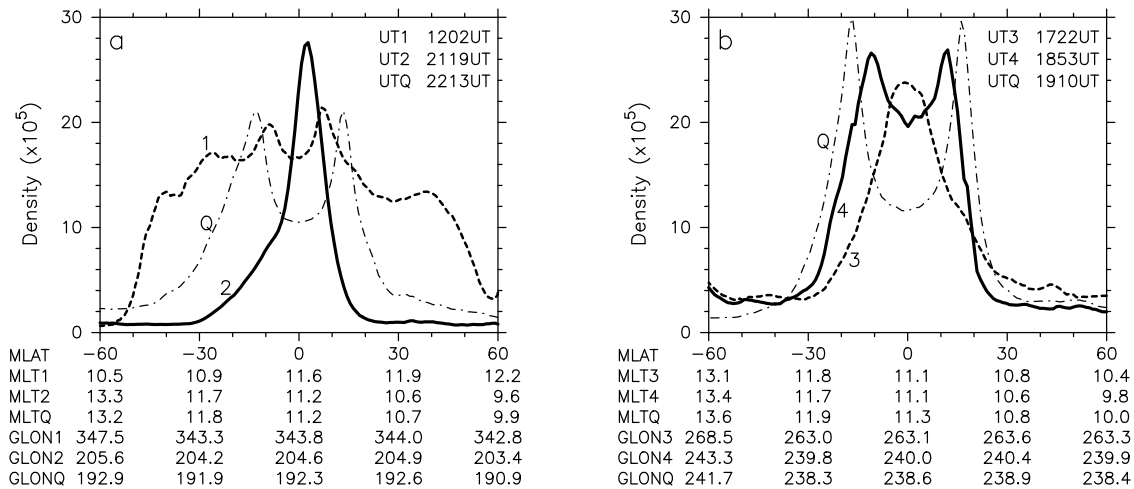 a
UT1 1202UT
UT2 2119UT
UTQ 2213UT
30
20
10
0
Density (x10⁵)
1
Q
2
MLAT −60 −30 0 30 60
MLT1 10.5 10.9 11.6 11.9 12.2
MLT2 13.3 11.7 11.2 10.6 9.6
MLTQ 13.2 11.8 11.2 10.7 9.9
GLON1 347.5 343.3 343.8 344.0 342.8
GLON2 205.6 204.2 204.6 204.9 203.4
GLONQ 192.9 191.9 192.3 192.6 190.9
b
UT3 1722UT
UT4 1853UT
UTQ 1910UT
30
20
10
0
Density (x10⁵)
Q
4
3
MLAT −60 −30 0 30 60
MLT3 13.1 11.8 11.1 10.8 10.4
MLT4 13.4 11.7 11.1 10.6 9.8
MLTQ 13.6 11.9 11.3 10.8 10.0
GLON3 268.5 263.0 263.1 263.6 263.3
GLON4 243.3 239.8 240.0 240.4 239.9
GLONQ 241.7 238.3 238.6 238.9 238.4